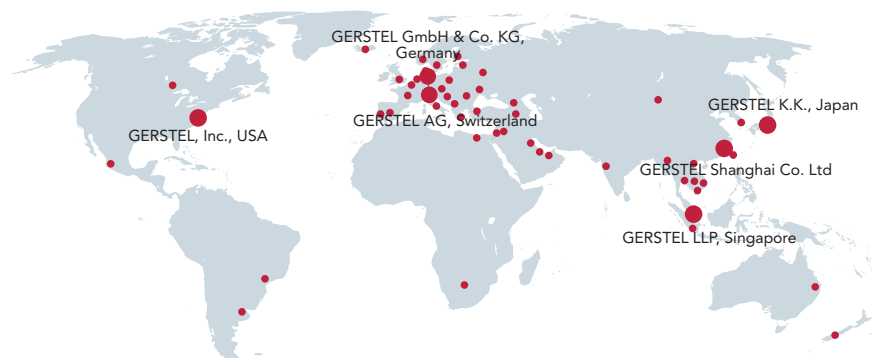 GERSTEL GmbH & Co. KG,
Germany
GERSTEL K.K., Japan
GERSTEL AG, Switzerland
GERSTEL, Inc., USA
GERSTEL Shanghai Co. Ltd
GERSTEL LLP, Singapore